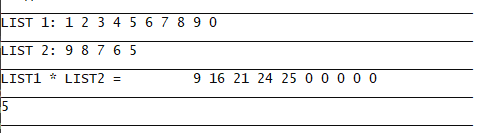 LIST 1: 1 2 3 4 5 6 7 8 9 0
LIST 2: 9 8 7 6 5
LIST1 * LIST2 = 9 16 21 24 25 0 0 0 0 0
5